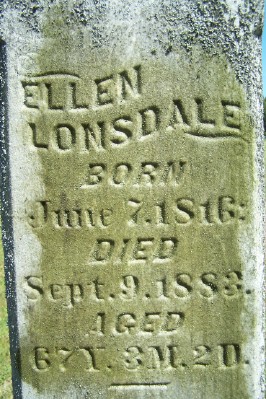 ELLEN
LONSDALE
BORN
June 7. 1816;
DIED
Sept. 9. 1883.
AGED
67Y. 3M. 2D.